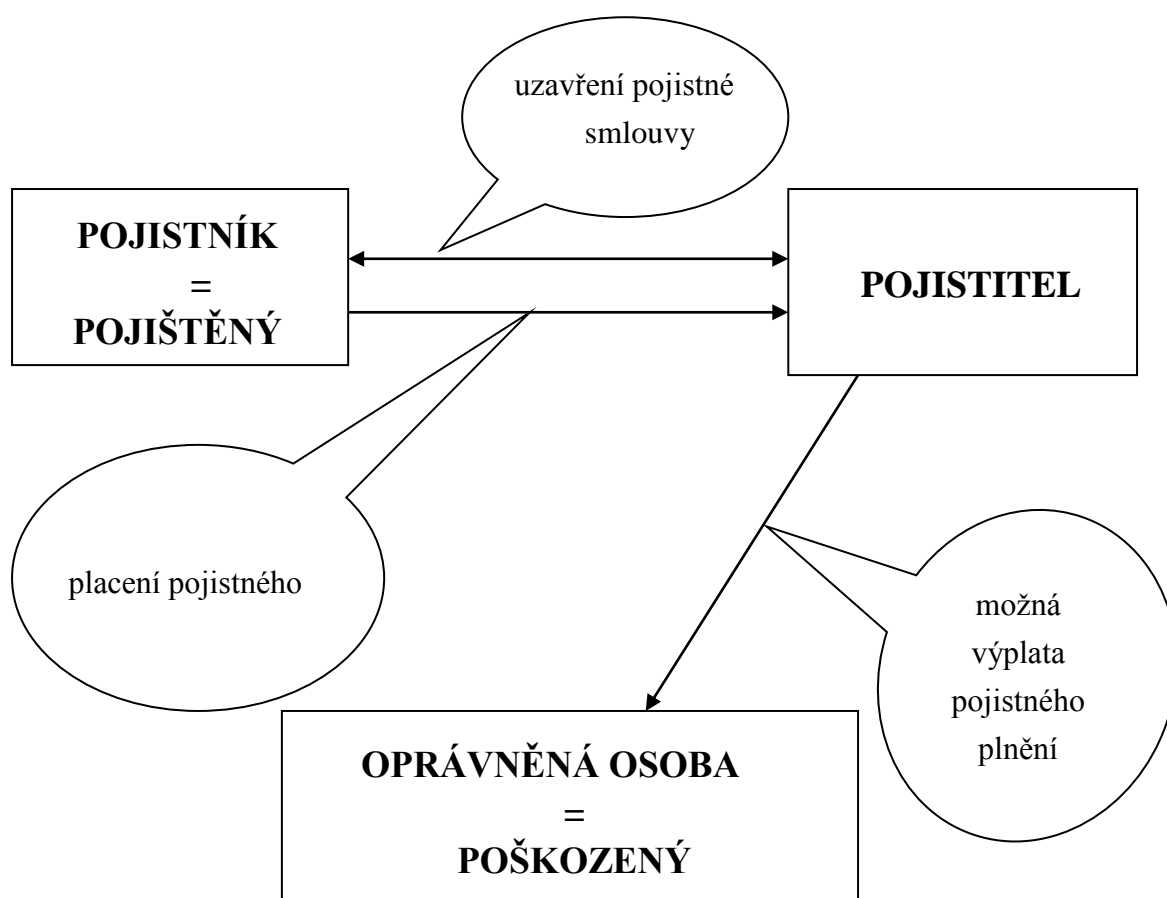 uzavření pojistné
smlouvy
POJISTNÍK
=
POJIŠTĚNÝ
POJISTITEL
placení pojistného
možná
výplata
pojistného
plnění
OPRÁVNĚNÁ OSOBA
=
POŠKOZENÝ